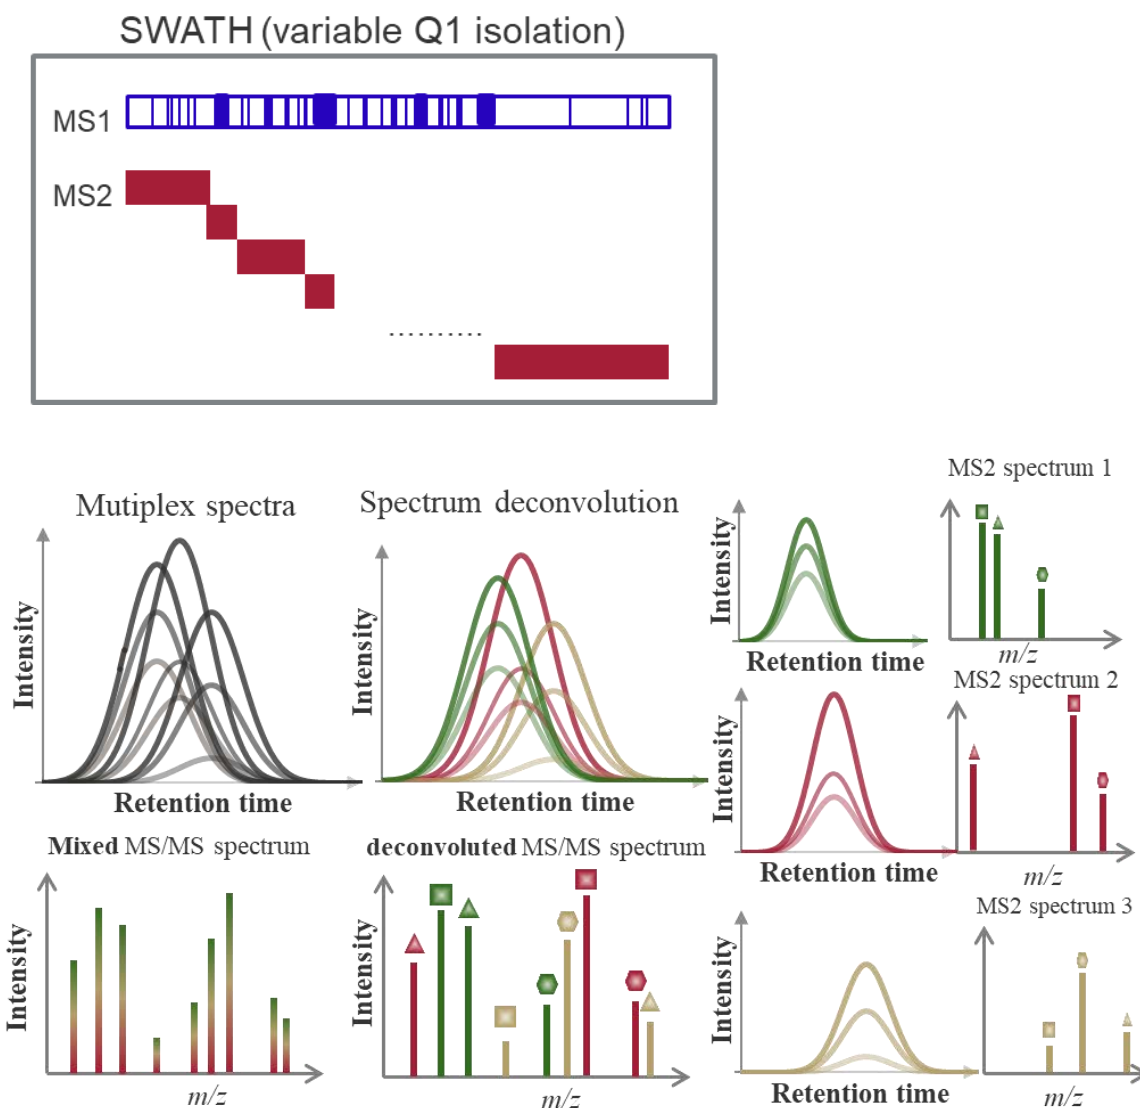 SWATH (variable Q1 isolation)
MS1
MS2
..........
Mutiplex spectra
Intensity
Retention time
Spectrum deconvolution
Intensity
Retention time
Intensity
Retention time
MS2 spectrum 1
m/z
Intensity
Retention time
MS2 spectrum 2
m/z
Mixed MS/MS spectrum
Intensity
m/z
deconvoluted MS/MS spectrum
Intensity
m/z
Intensity
Retention time
MS2 spectrum 3
m/z